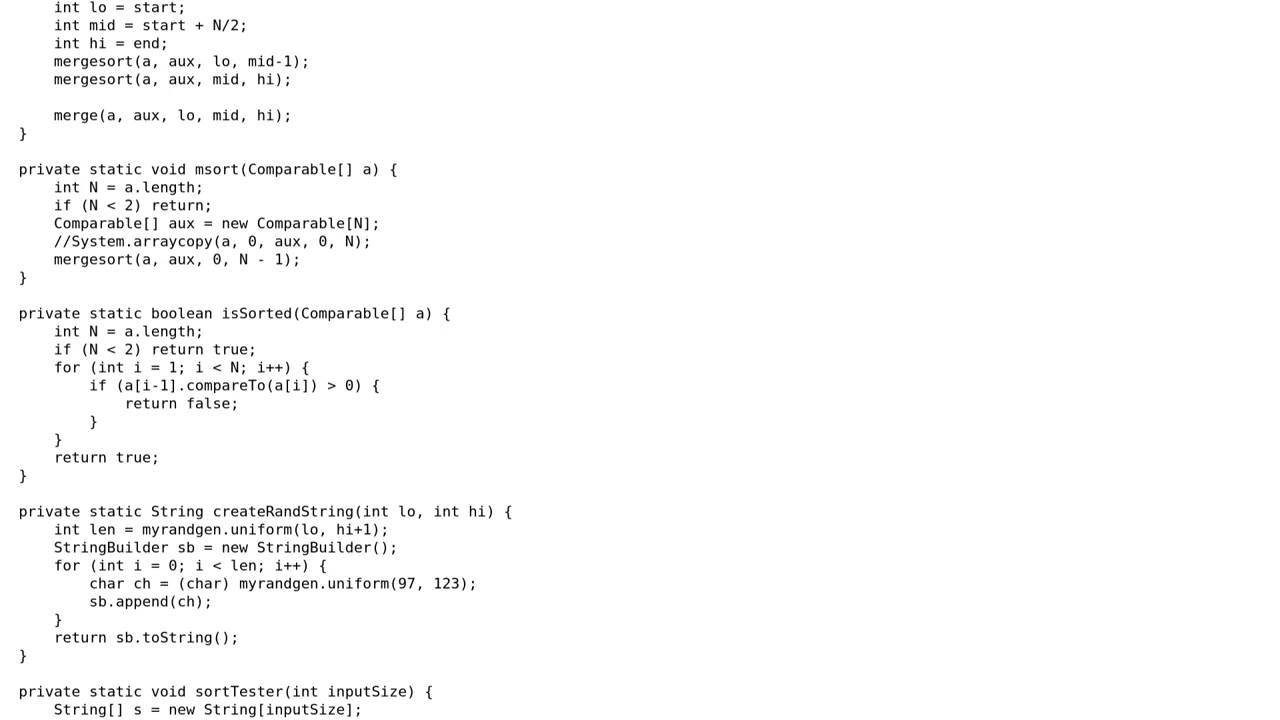 int lo = start;
    int mid = start + N/2;
    int hi = end;
    mergesort(a, aux, lo, mid-1);
    mergesort(a, aux, mid, hi);

    merge(a, aux, lo, mid, hi);
}

private static void msort(Comparable[] a) {
    int N = a.length;
    if (N < 2) return;
    Comparable[] aux = new Comparable[N];
    //System.arraycopy(a, 0, aux, 0, N);
    mergesort(a, aux, 0, N - 1);
}

private static boolean isSorted(Comparable[] a) {
    int N = a.length;
    if (N < 2) return true;
    for (int i = 1; i < N; i++) {
        if (a[i-1].compareTo(a[i]) > 0) {
            return false;
        }
    }
    return true;
}

private static String createRandString(int lo, int hi) {
    int len = myrandgen.uniform(lo, hi+1);
    StringBuilder sb = new StringBuilder();
    for (int i = 0; i < len; i++) {
        char ch = (char) myrandgen.uniform(97, 123);
        sb.append(ch);
    }
    return sb.toString();
}

private static void sortTester(int inputSize) {
    String[] s = new String[inputSize];